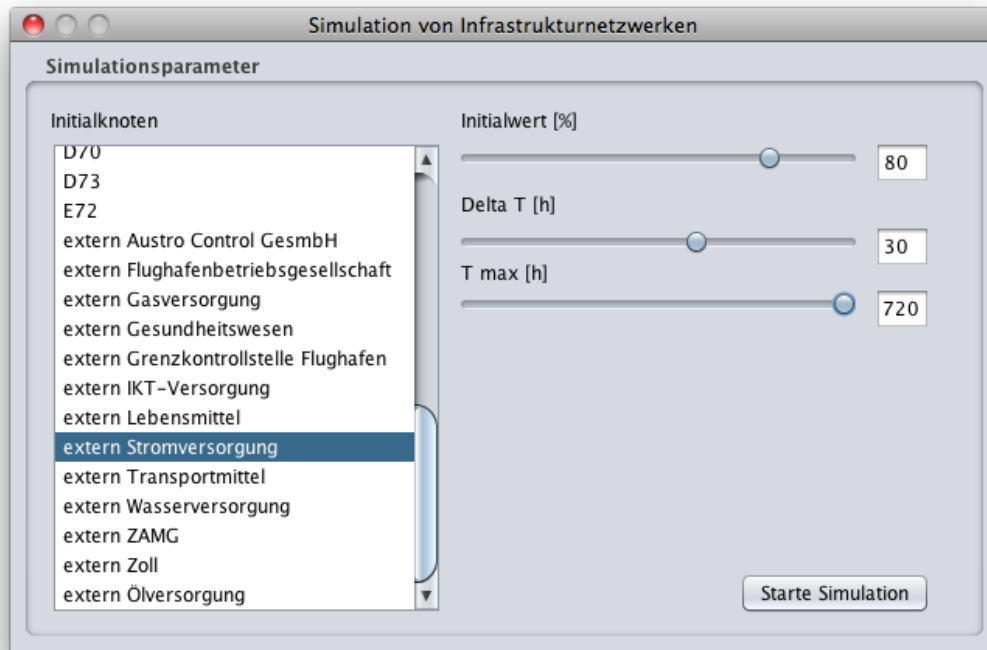 Simulation von Infrastrukturnetzwerken
Simulationsparameter
Initialknoten
D70
D73
E72
extern Austro Control GesmbH
extern Flughafenbetriebsgesellschaft
extern Gasversorgung
extern Gesundheitswesen
extern Grenzkontrollstelle Flughafen
extern IKT-Versorgung
extern Lebensmittel
extern Stromversorgung
extern Transportmittel
extern Wasserversorgung
extern ZAMG
extern Zoll
extern Ölversorgung
Initialwert [%]
80
Delta T [h]
30
T max [h]
720
Starte Simulation